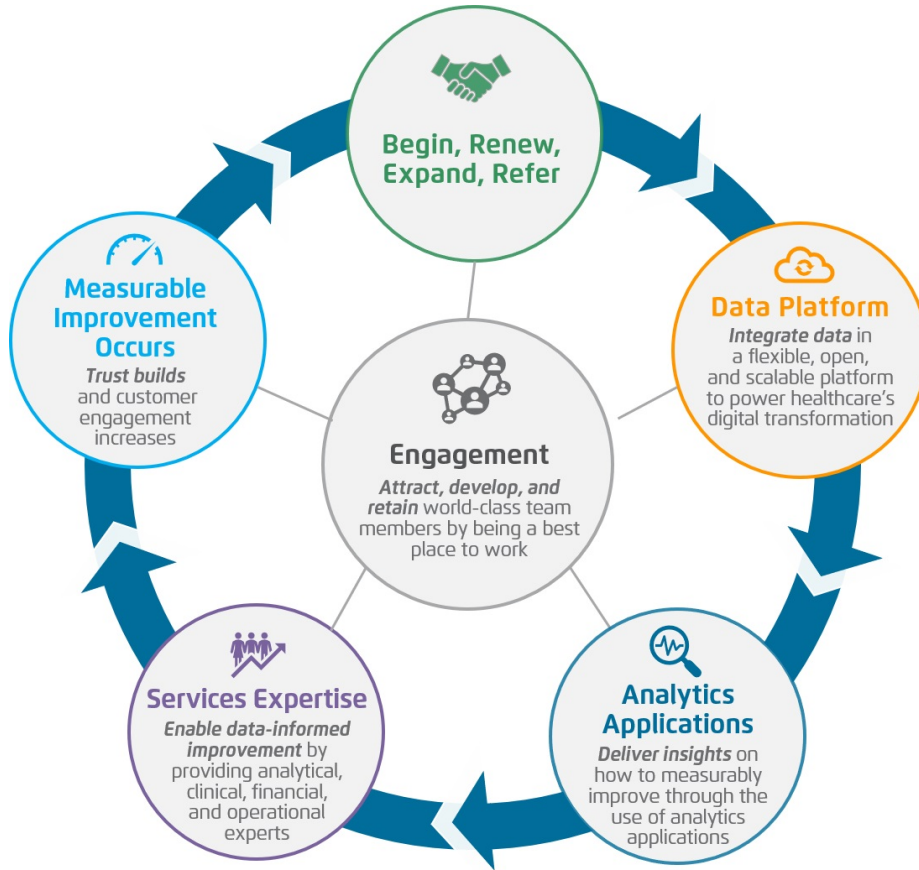 Begin, Renew,
Expand, Refer
Data Platform
Integrate data in
a flexible, open,
and scalable platform
to power healthcare's
digital transformation
Analytics
Applications
Deliver insights on
how to measurably
improve through the
use of analytics
applications
Services Expertise
Enable data-informed
improvement by
providing analytical,
clinical, financial,
and operational
experts
Measurable
Improvement
Occurs
Trust builds
and customer
engagement
increases
Engagement
Attract, develop, and
retain world-class team
members by being a best
place to work